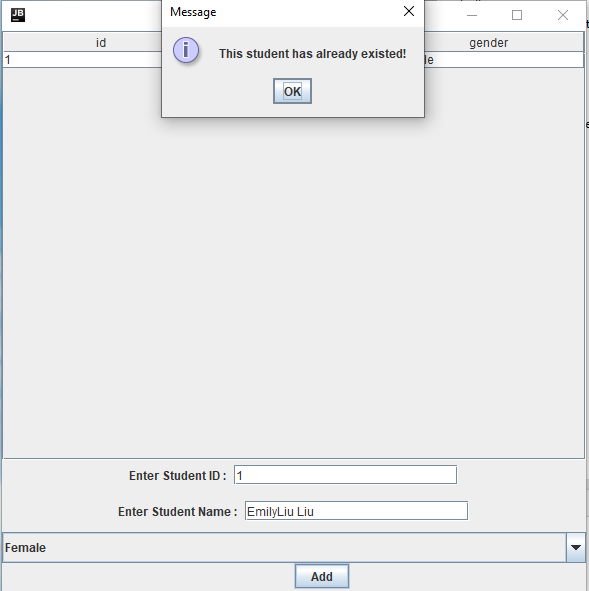 JB
Message
This student has already existed!
OK
id gender
1 le
Enter Student ID : 1
Enter Student Name : EmilyLiu Liu
Female
Add